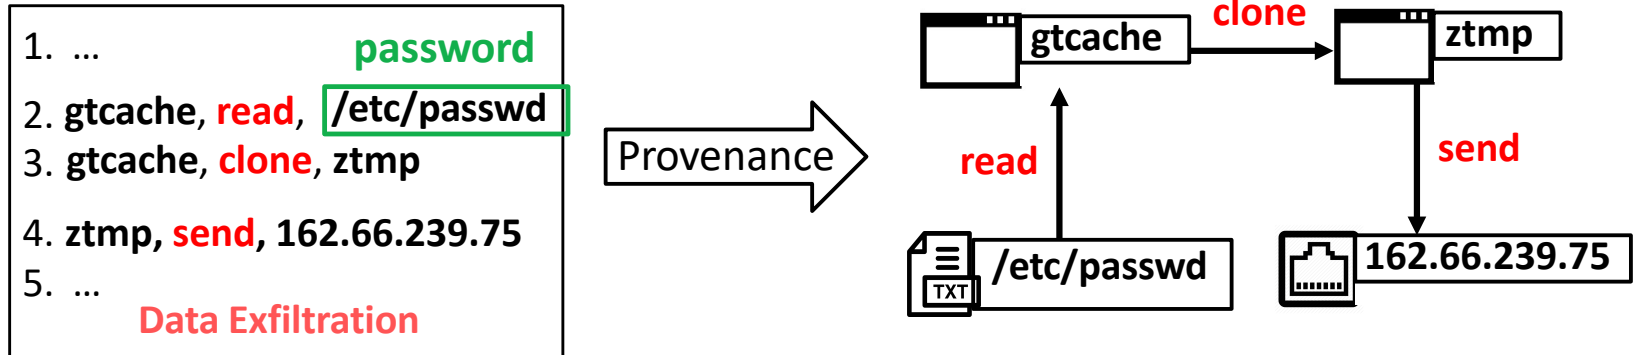 1. ...
password
2. gtcache, read, /etc/passwd
3. gtcache, clone, ztmp
4. ztmp, send, 162.66.239.75
5. ...
Data Exfiltration
Provenance
gtcache
clone
ztmp
read
send
TXT
/etc/passwd
162.66.239.75